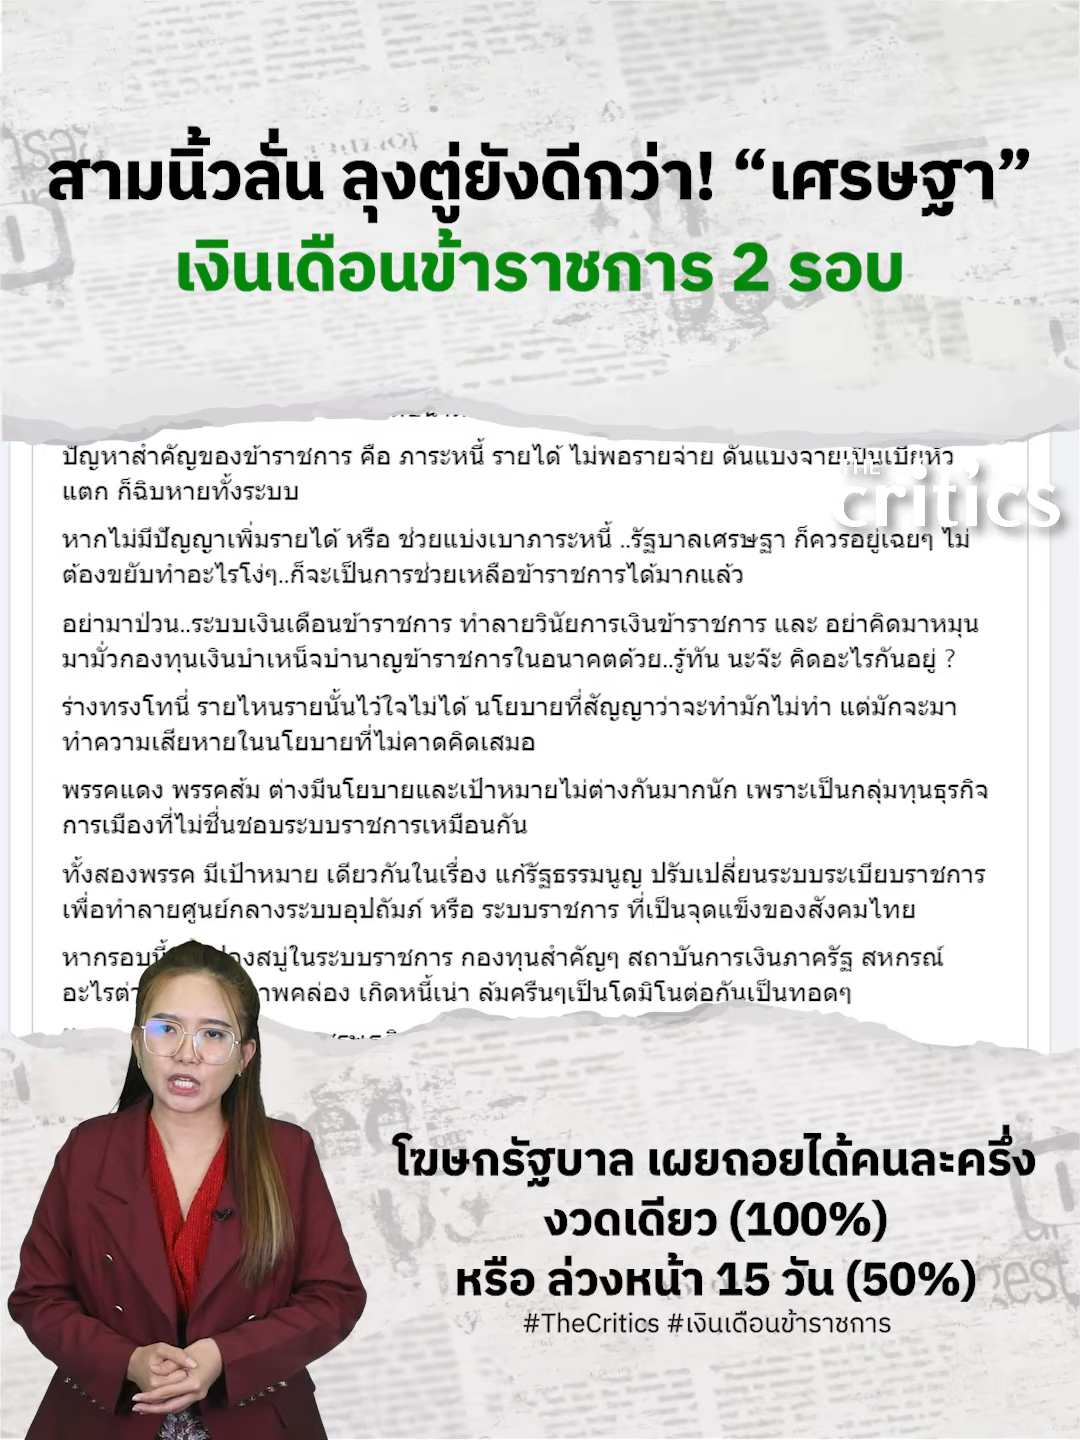 สามนิ้วลั่น ลุงตู่ยังดีกว่า! “เศรษฐา”
เงินเดือนข้าราชการ 2 รอบ
ปัญหาสำคัญของข้าราชการ คือ ภาระหนี้ รายได้ ไม่พอรายจ่าย ดันแบงจายเป็นเบี้ยหัว
แตก ก็ฉิบหายทั้งระบบ
THE
critics
หากไม่มีปัญญาเพิ่มรายได้ หรือ ช่วยแบ่งเบาภาระหนี้ ..รัฐบาลเศรษฐา ก็ควรอยู่เฉยๆ ไม่
ต้องขยับทำอะไรโง่ๆ..ก็จะเป็นการช่วยเหลือข้าราชการได้มากแล้ว
อย่ามาป่วน..ระบบเงินเดือนข้าราชการ ทำลายวินัยการเงินข้าราชการ และ อย่าคิดมาหมุน
มามั่วกองทุนเงินบำเหน็จบำนาญข้าราชการในอนาคตด้วย..รู้ทัน นะจ๊ะ คิดอะไรกันอยู่ ?
ร่างทรงโทนี่ รายไหนรายนั้นไว้ใจไม่ได้ นโยบายที่สัญญาว่าจะทำมักไม่ทำ แต่มักจะมา
ทำความเสียหายในนโยบายที่ไม่คาดคิดเสมอ
พรรคแดง พรรคส้ม ต่างมีนโยบายและเป้าหมายไม่ต่างกันมากนัก เพราะเป็นกลุ่มทุนธุรกิจ
การเมืองที่ไม่ชื่นชอบระบบราชการเหมือนกัน
ทั้งสองพรรค มีเป้าหมาย เดียวกันในเรื่อง แก้รัฐธรรมนูญ ปรับเปลี่ยนระบบระเบียบราชการ
เพื่อทำลายศูนย์กลางระบบอุปถัมภ์ หรือ ระบบราชการ ที่เป็นจุดแข็งของสังคมไทย
หากรอบนี้ องสบู่ในระบบราชการ กองทุนสำคัญๆ สถาบันการเงินภาครัฐ สหกรณ์
อะไรต่า าพคล่อง เกิดหนี้เน่า ล้มครืนๆเป็นโดมิโนต่อกันเป็นทอดๆ
โฆษกรัฐบาล เผยถอยได้คนละครึ่ง
งวดเดียว (100%)
หรือ ล่วงหน้า 15 วัน (50%)
#TheCritics #เงินเดือนข้าราชการ